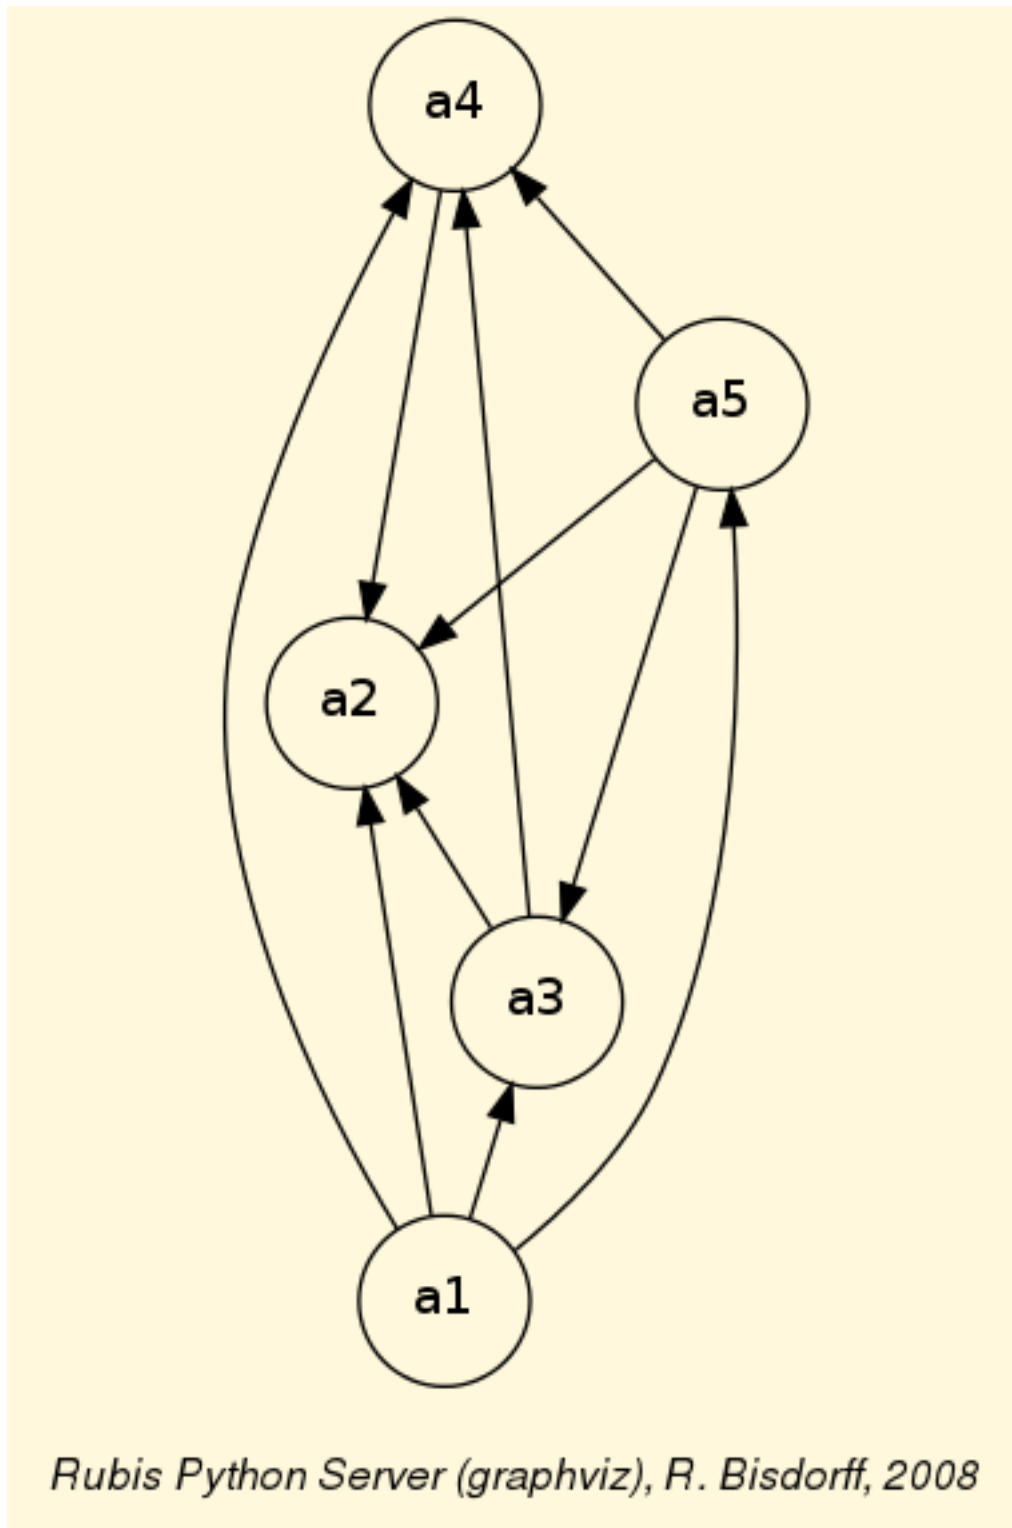 a4
a5
a2
a3
a1
Rubis Python Server (graphviz), R. Bisdorff, 2008